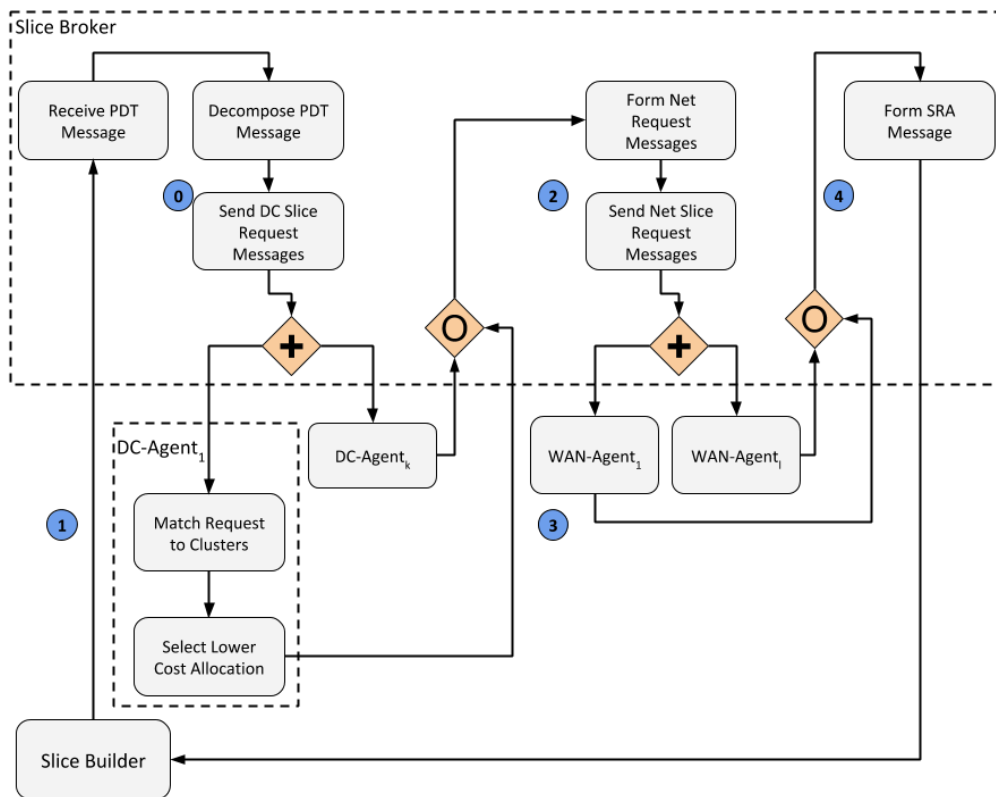 Slice Broker
Receive PDT
Message
Decompose PDT
Message
Form Net
Request
Messages
Form SRA
Message
0
Send DC Slice
Request
Messages
2
Send Net Slice
Request
Messages
4
+
O
+
O
DC-Agent1
DC-Agentk
WAN-Agent1
WAN-Agentl
1
Match Request
to Clusters
3
Select Lower
Cost Allocation
Slice Builder